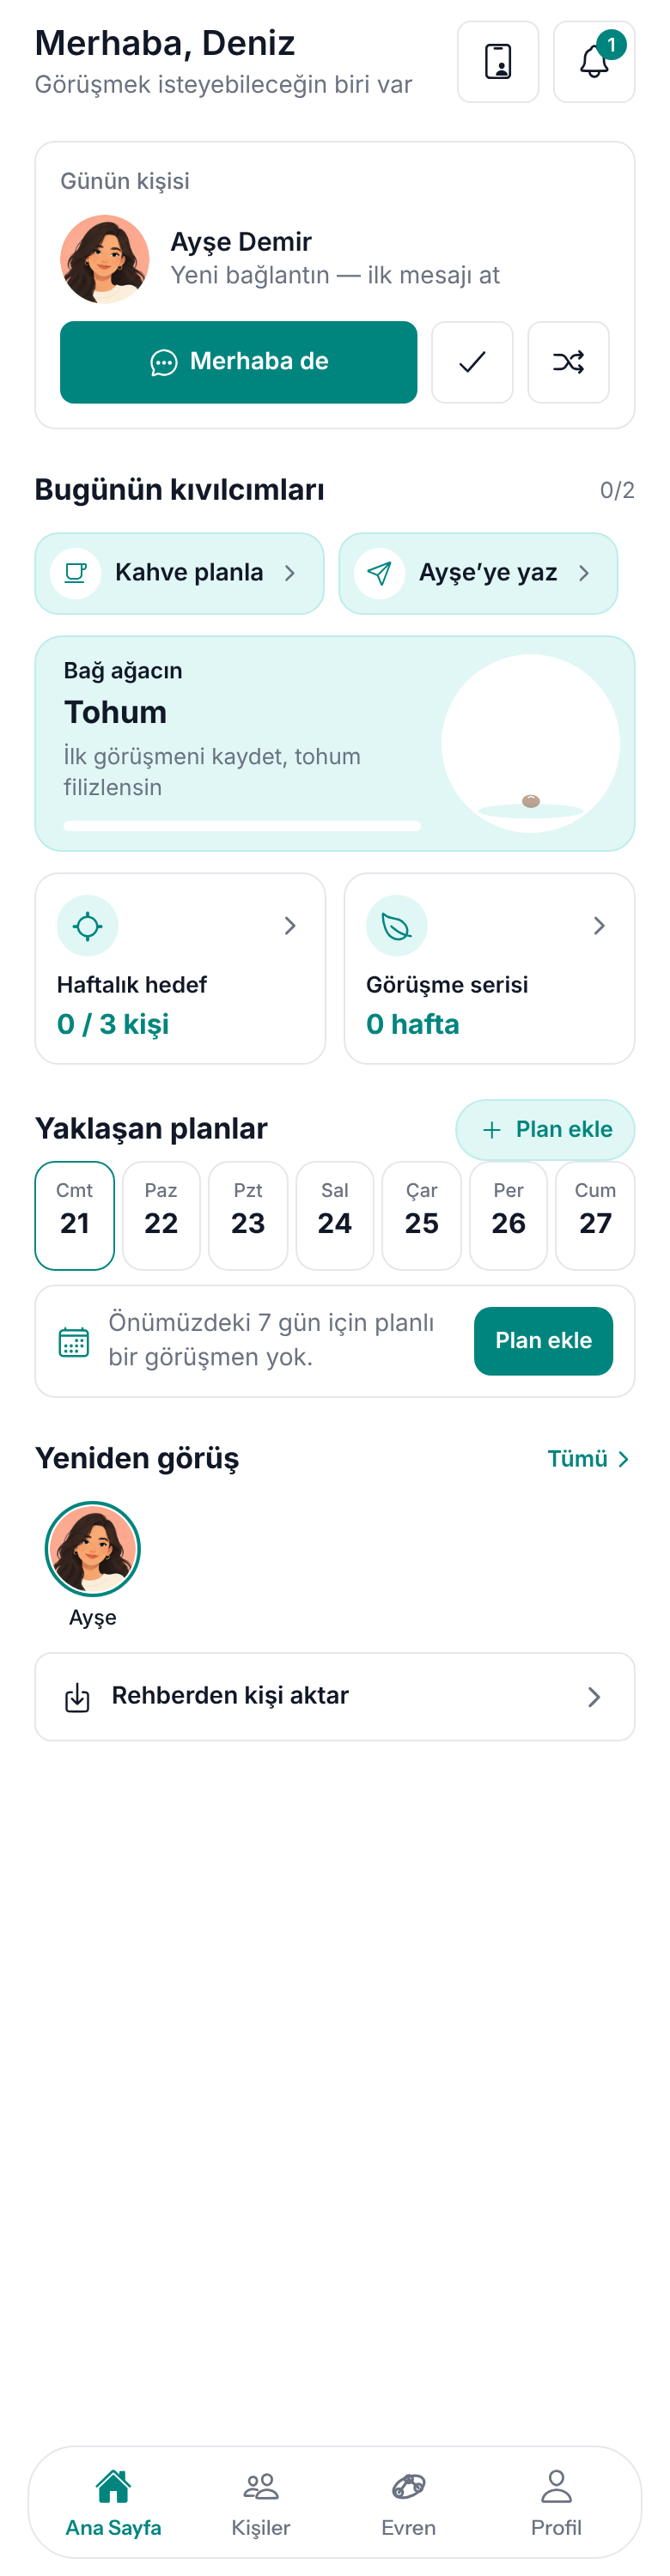 Merhaba, Deniz
Görüşmek isteyebileceğin biri var
1
Günün kişisi
Ayşe Demir
Yeni bağlantın — ilk mesajı at
Merhaba de
Bugünün kıvılcımları
0/2
Kahve planla
Ayşe’ye yaz
Bağ ağacın
Tohum
İlk görüşmeni kaydet, tohum
filizlensin
Haftalık hedef
0 / 3 kişi
Görüşme serisi
0 hafta
Yaklaşan planlar
Plan ekle
Cmt
21
Paz
22
Pzt
23
Sal
24
Çar
25
Per
26
Cum
27
Önümüzdeki 7 gün için planlı
bir görüşmen yok.
Plan ekle
Yeniden görüş
Tümü
Ayşe
Rehberden kişi aktar
Ana Sayfa
Kişiler
Evren
Profil